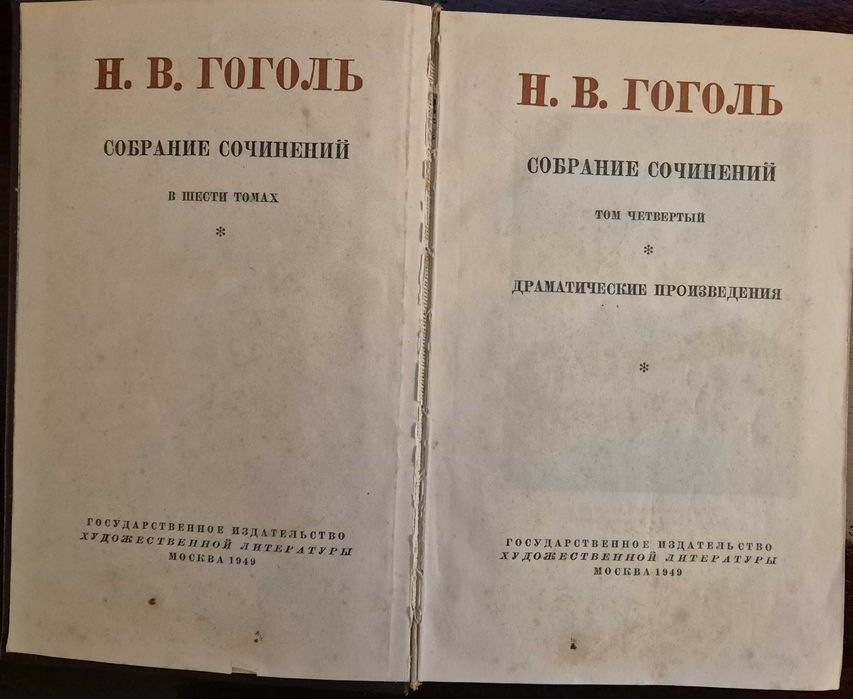 Н. В. ГОГОЛЬ
СОБРАНИЕ СОЧИНЕНИЙ
В ШЕСТИ ТОМАХ
*
ГОСУДАРСТВЕННОЕ ИЗДАТЕЛЬСТВО
ХУДОЖЕСТВЕННОЙ ЛИТЕРАТУРЫ
МОСКВА 1949
Н. В. ГОГОЛЬ
СОБРАНИЕ СОЧИНЕНИЙ
ТОМ ЧЕТВЕРТЫЙ
*
ДРАМАТИЧЕСКИЕ ПРОИЗВЕДЕНИЯ
*
ГОСУДАРСТВЕННОЕ ИЗДАТЕЛЬСТВО
ХУДОЖЕСТВЕННОЙ ЛИТЕРАТУРЫ
МОСКВА 1949